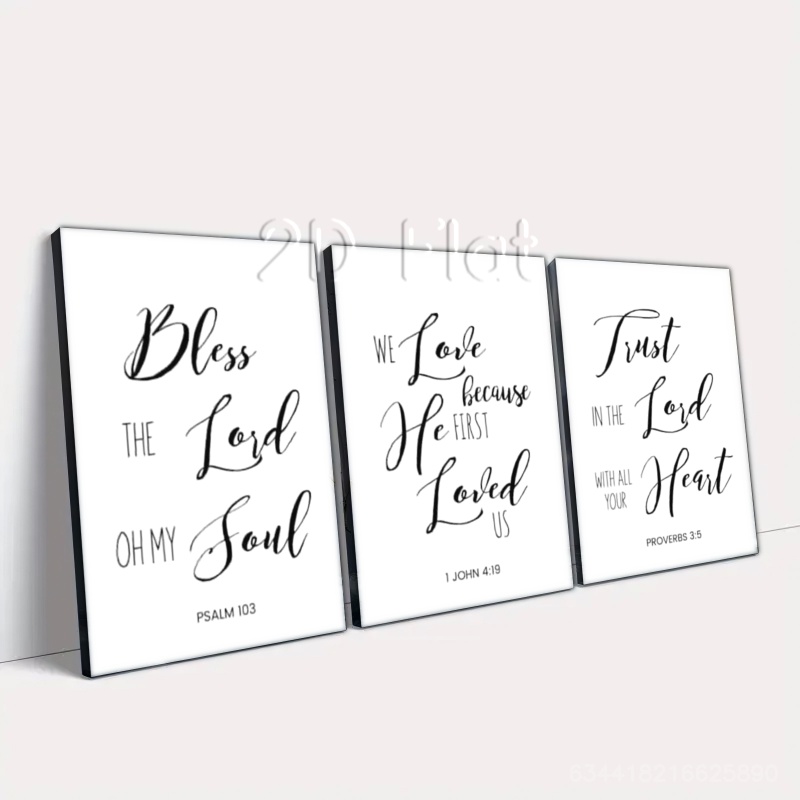 2D Flat
Bless
THE Lord
OH MY Soul
PSALM 103
WE Love
because
He FIRST
Loved
US
1 JOHN 4:19
Trust
IN THE Lord
WITH ALL
YOUR Heart
PROVERBS 3:5